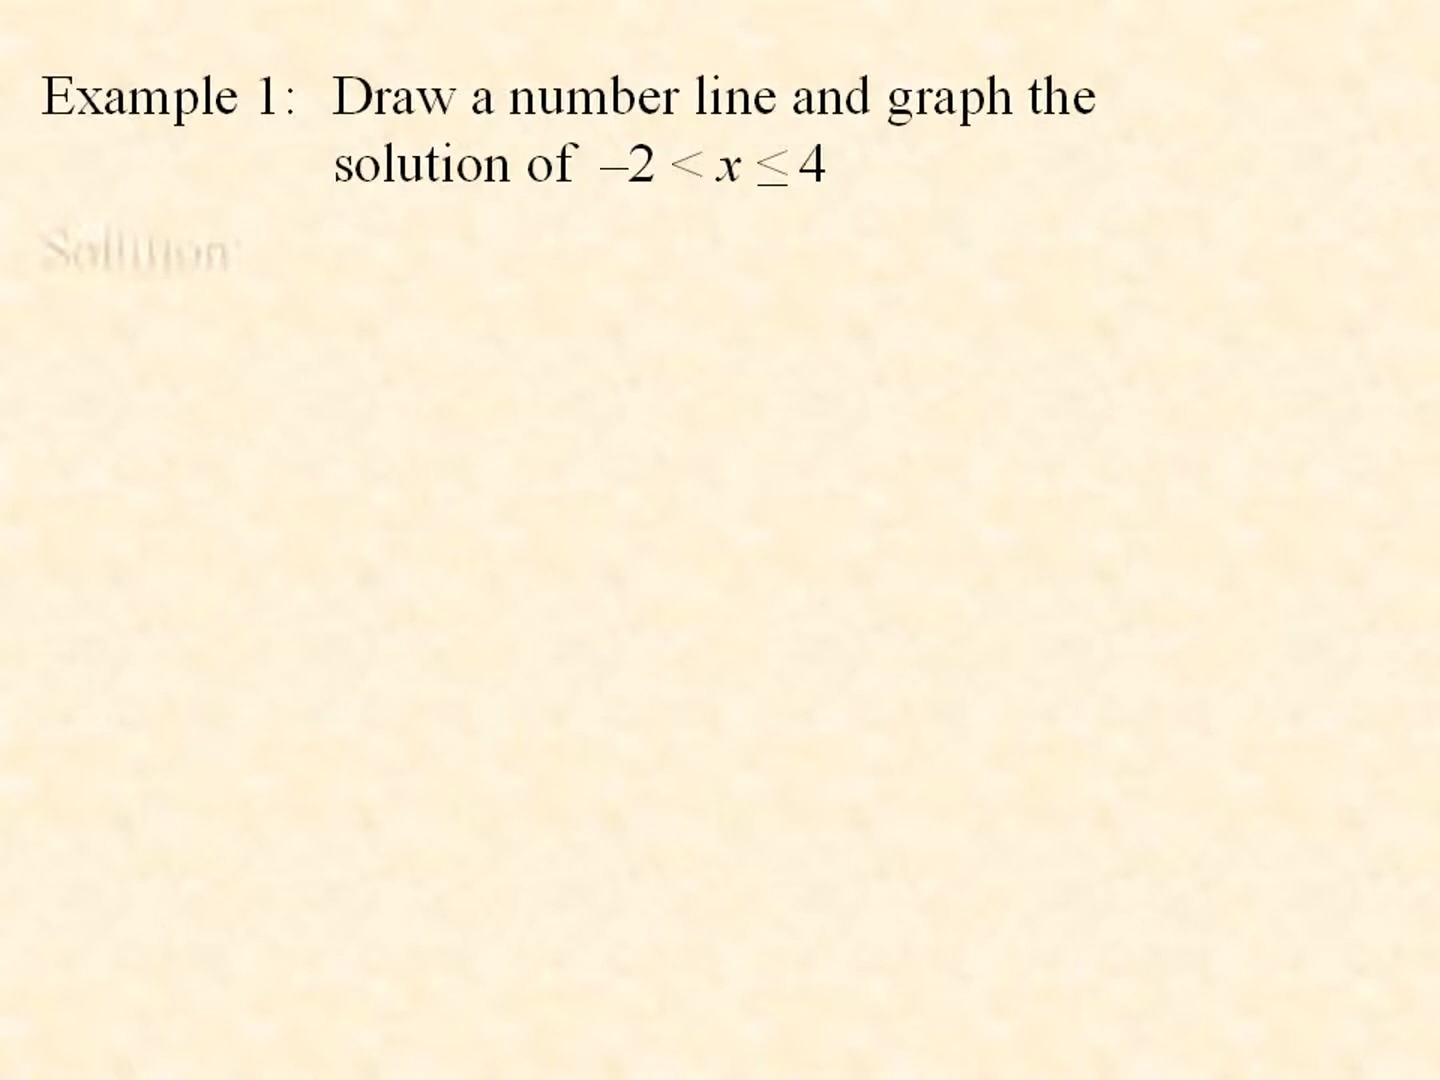 Example 1: Draw a number line and graph the
solution of –2 < x ≤ 4
Solution: